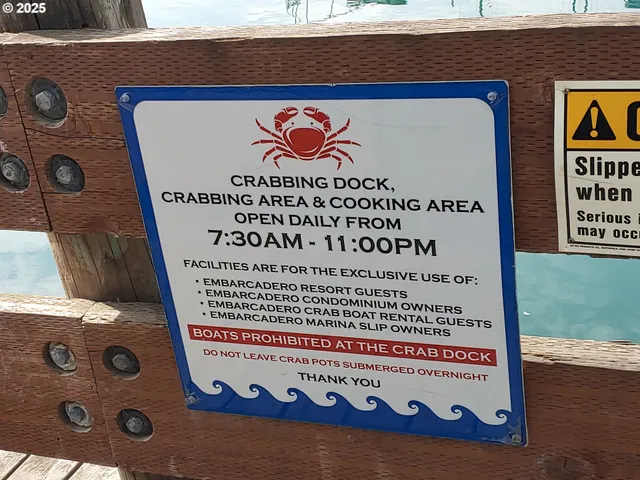 © 2025
CRABBING DOCK,
CRABBING AREA & COOKING AREA
OPEN DAILY FROM
7:30AM - 11:00PM
FACILITIES ARE FOR THE EXCLUSIVE USE OF:
• EMBARCADERO RESORT GUESTS
• EMBARCADERO CONDOMINIUM OWNERS
• EMBARCADERO CRAB BOAT RENTAL GUESTS
• EMBARCADERO MARINA SLIP OWNERS
BOATS PROHIBITED AT THE CRAB DOCK
DO NOT LEAVE CRAB POTS SUBMERGED OVERNIGHT
THANK YOU
Slippe
when
Serious
may occ